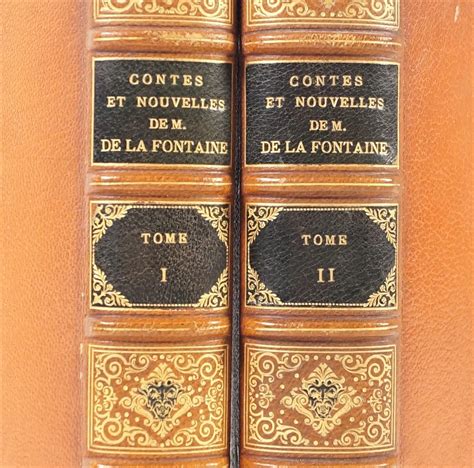 CONTES
ET NOUVELLES
DE M.
DE LA FONTAINE
TOME
I
CONTES
ET NOUVELLES
DE M.
DE LA FONTAINE
TOME
II